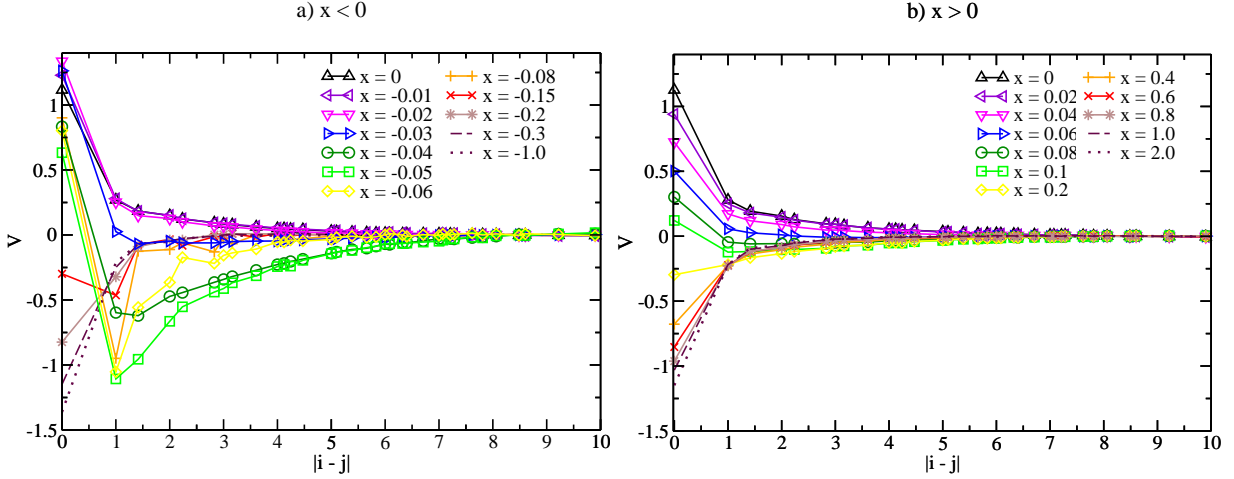 a) x < 0
b) x > 0
1
0.5
0
-0.5
-1
-1.5
V
x = 0
x = -0.01
x = -0.02
x = -0.03
x = -0.04
x = -0.05
x = -0.06
x = -0.08
x = -0.15
x = -0.2
x = -0.3
x = -1.0
0 1 2 3 4 5 6 7 8 9 10
|i - j|
1
0.5
0
-0.5
-1
-1.5
V
x = 0
x = 0.02
x = 0.04
x = 0.06
x = 0.08
x = 0.1
x = 0.2
x = 0.4
x = 0.6
x = 0.8
x = 1.0
x = 2.0
0 1 2 3 4 5 6 7 8 9 10
|i - j|